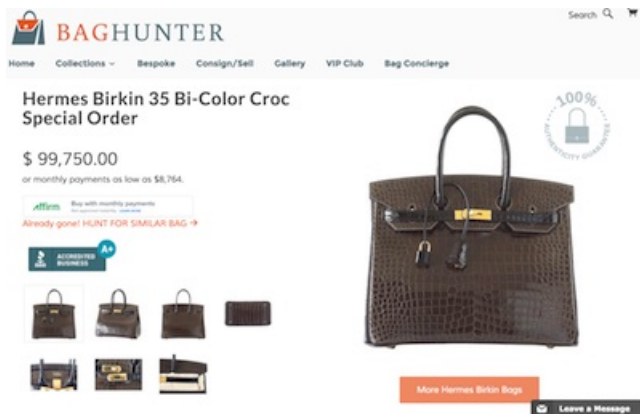 BAGHUNTER
Search
Home Collections Bespoke Consign/Sell Gallery VIP Club Bag Concierge
Hermes Birkin 35 Bi-Color Croc
Special Order
$ 99,750.00
or monthly payments as low as $8,764.
affirm Buy with monthly payments
Already gone! HUNT FOR SIMILAR BAG →
ACCREDITED
BUSINESS
A+
100%
AUTHENTICITY GUARANTEE
More Hermes Birkin Bags
Leave a Message